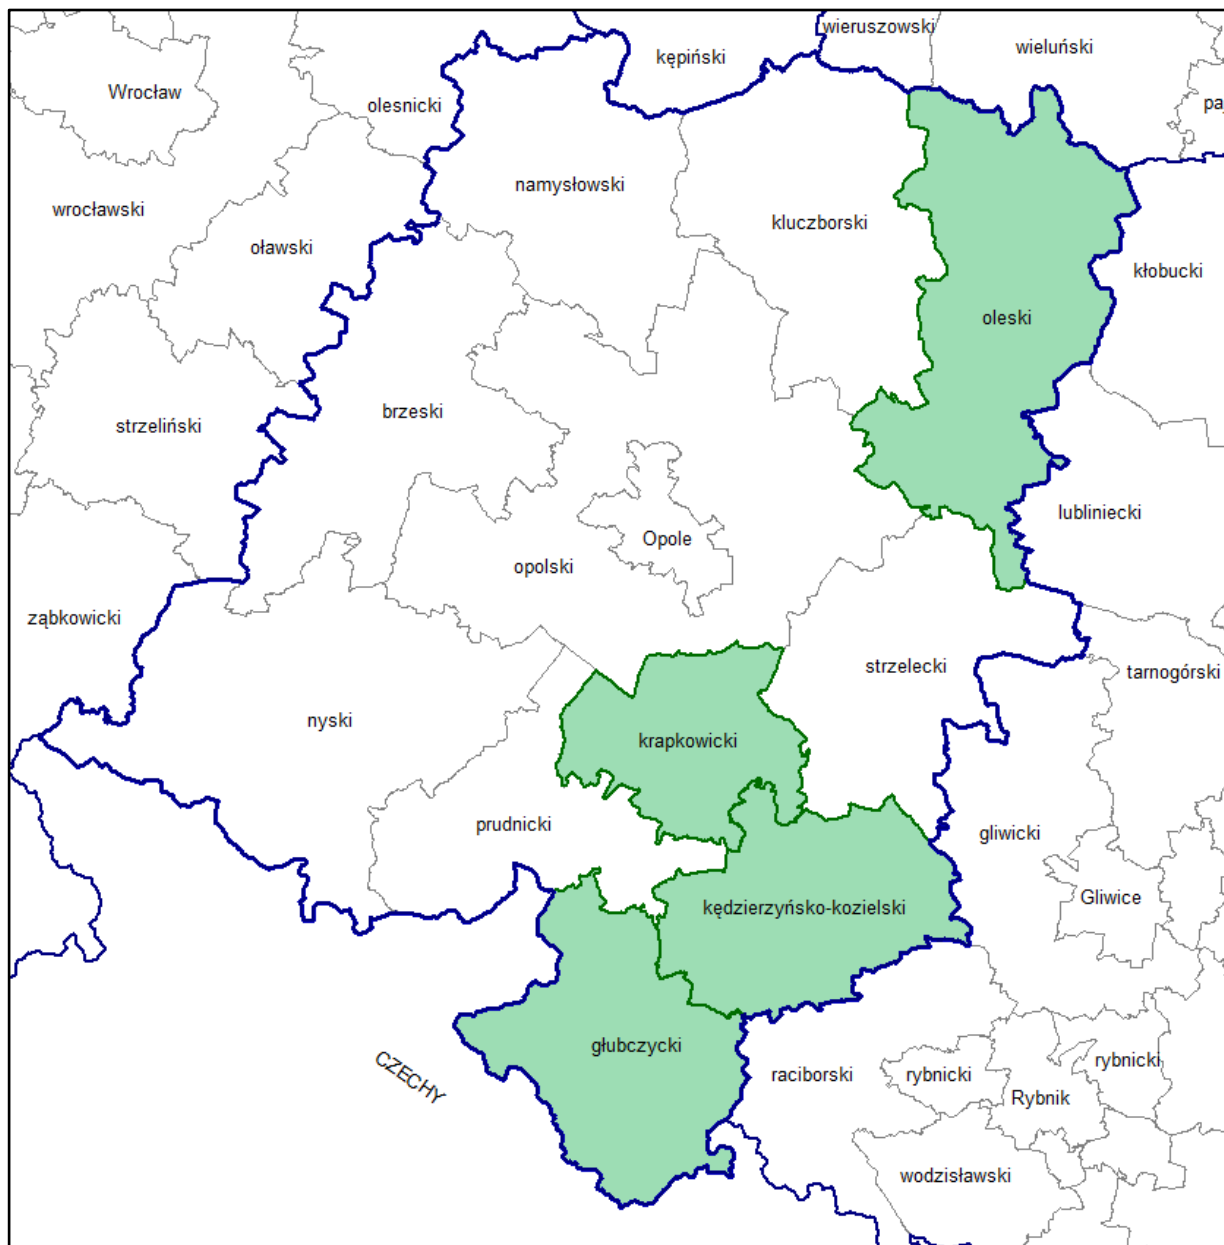 wieruszowski
wieluński
kępiński
Wrocław
olesnicki
namysłowski
wrocławski
kluczborski
oławski
kłobucki
oleski
brzeski
strzeliński
lubliniecki
Opole
opolski
ząbkowicki
strzelecki
tarnogórski
nyski
krapkowicki
prudnicki
gliwicki
Gliwice
kędzierzyńsko-kozielski
głubczycki
CZECHY
raciborski
rybnicki
rybnicki
Rybnik
wodzisławski